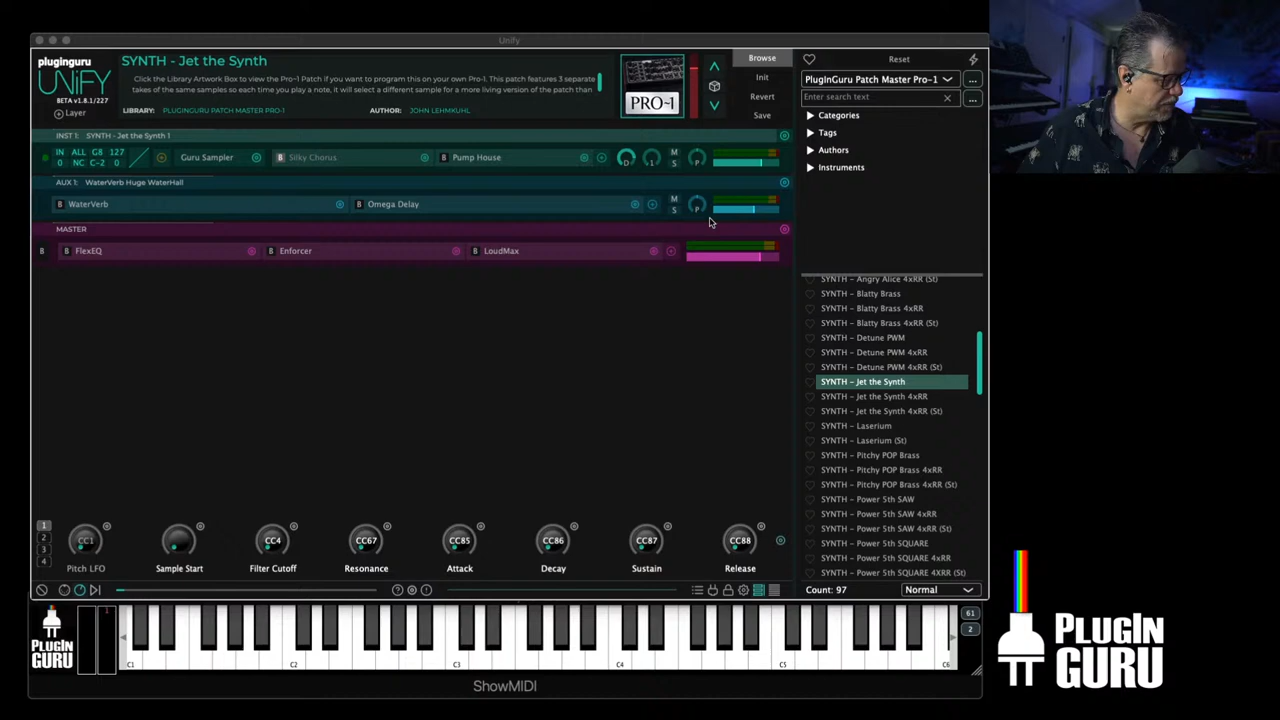 Unify
pluginguru
UNiFY
BETA v1.8.1/227
Layer
SYNTH - Jet the Synth
Click the Library Artwork Box to view the Pro~1 Patch if you want to program this on your own Pro-1. This patch features 3 separate
takes of the same samples so each time you play a note, it will select a different sample for a more living version of the patch than
LIBRARY: PLUGINGURU PATCH MASTER PRO-1 AUTHOR: JOHN LEHMKUHL
PRO~1
Browse
Init
Revert
Save
Reset
PlugInGuru Patch Master Pro-1 ...
Enter search text ...
Categories
Tags
Authors
Instruments
INST 1: SYNTH - Jet the Synth 1
IN ALL G8 127
0 NC C-2 0
Guru Sampler B Silky Chorus B Pump House D 1 M S P
AUX 1: WaterVerb Huge WaterHall
B WaterVerb B Omega Delay M S P
MASTER
B B FlexEQ B Enforcer B LoudMax
SYNTH - Angry Alice 4xRR (St)
SYNTH - Blatty Brass
SYNTH - Blatty Brass 4xRR
SYNTH - Blatty Brass 4xRR (St)
SYNTH - Detune PWM
SYNTH - Detune PWM 4xRR
SYNTH - Detune PWM 4xRR (St)
SYNTH - Jet the Synth
SYNTH - Jet the Synth 4xRR
SYNTH - Jet the Synth 4xRR (St)
SYNTH - Laserium
SYNTH - Laserium (St)
SYNTH - Pitchy POP Brass
SYNTH - Pitchy POP Brass 4xRR
SYNTH - Pitchy POP Brass 4xRR (St)
SYNTH - Power 5th SAW
SYNTH - Power 5th SAW 4xRR
SYNTH - Power 5th SAW 4xRR (St)
SYNTH - Power 5th SQUARE
SYNTH - Power 5th SQUARE 4xRR
SYNTH - Power 5th SQUARE 4XRR (St)
Count: 97 Normal
1
2
3
4
CC1 CC4 CC67 CC85 CC86 CC87 CC88
Pitch LFO Sample Start Filter Cutoff Resonance Attack Decay Sustain Release
PLUGIN
GURU
1
C1 C2 C3 C4 C5 C6
61
2
ShowMIDI
PLUGIN
GURU